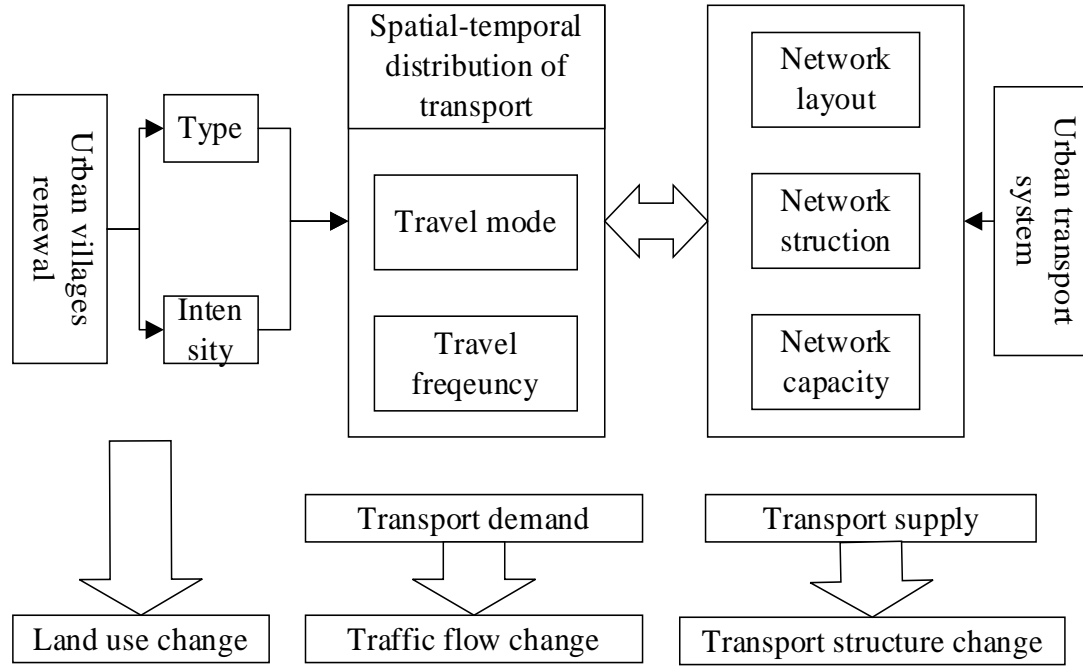 Urban villages
renewal
Type
Inten
sity
Spatial-temporal
distribution of
transport
Travel mode
Travel
freqeuncy
Network
layout
Network
struction
Network
capacity
Urban transport
system
Transport demand
Transport supply
Land use change
Traffic flow change
Transport structure change